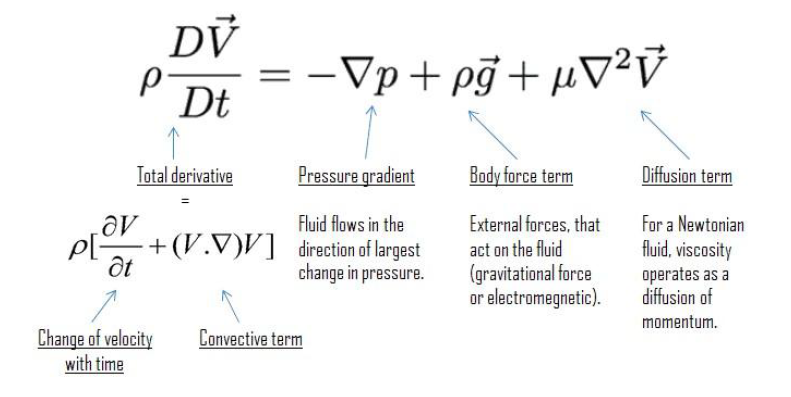 ρ DV⃗/Dt = −∇p + ρg⃗ + μ∇²V⃗
Total derivative
=
ρ[∂V/∂t + (V.∇)V]
Change of velocity
with time
Convective term
Pressure gradient
Fluid flows in the
direction of largest
change in pressure.
Body force term
External forces, that
act on the fluid
(gravitational force
or electromegnetic).
Diffusion term
For a Newtonian
fluid, viscosity
operates as a
diffusion of
momentum.